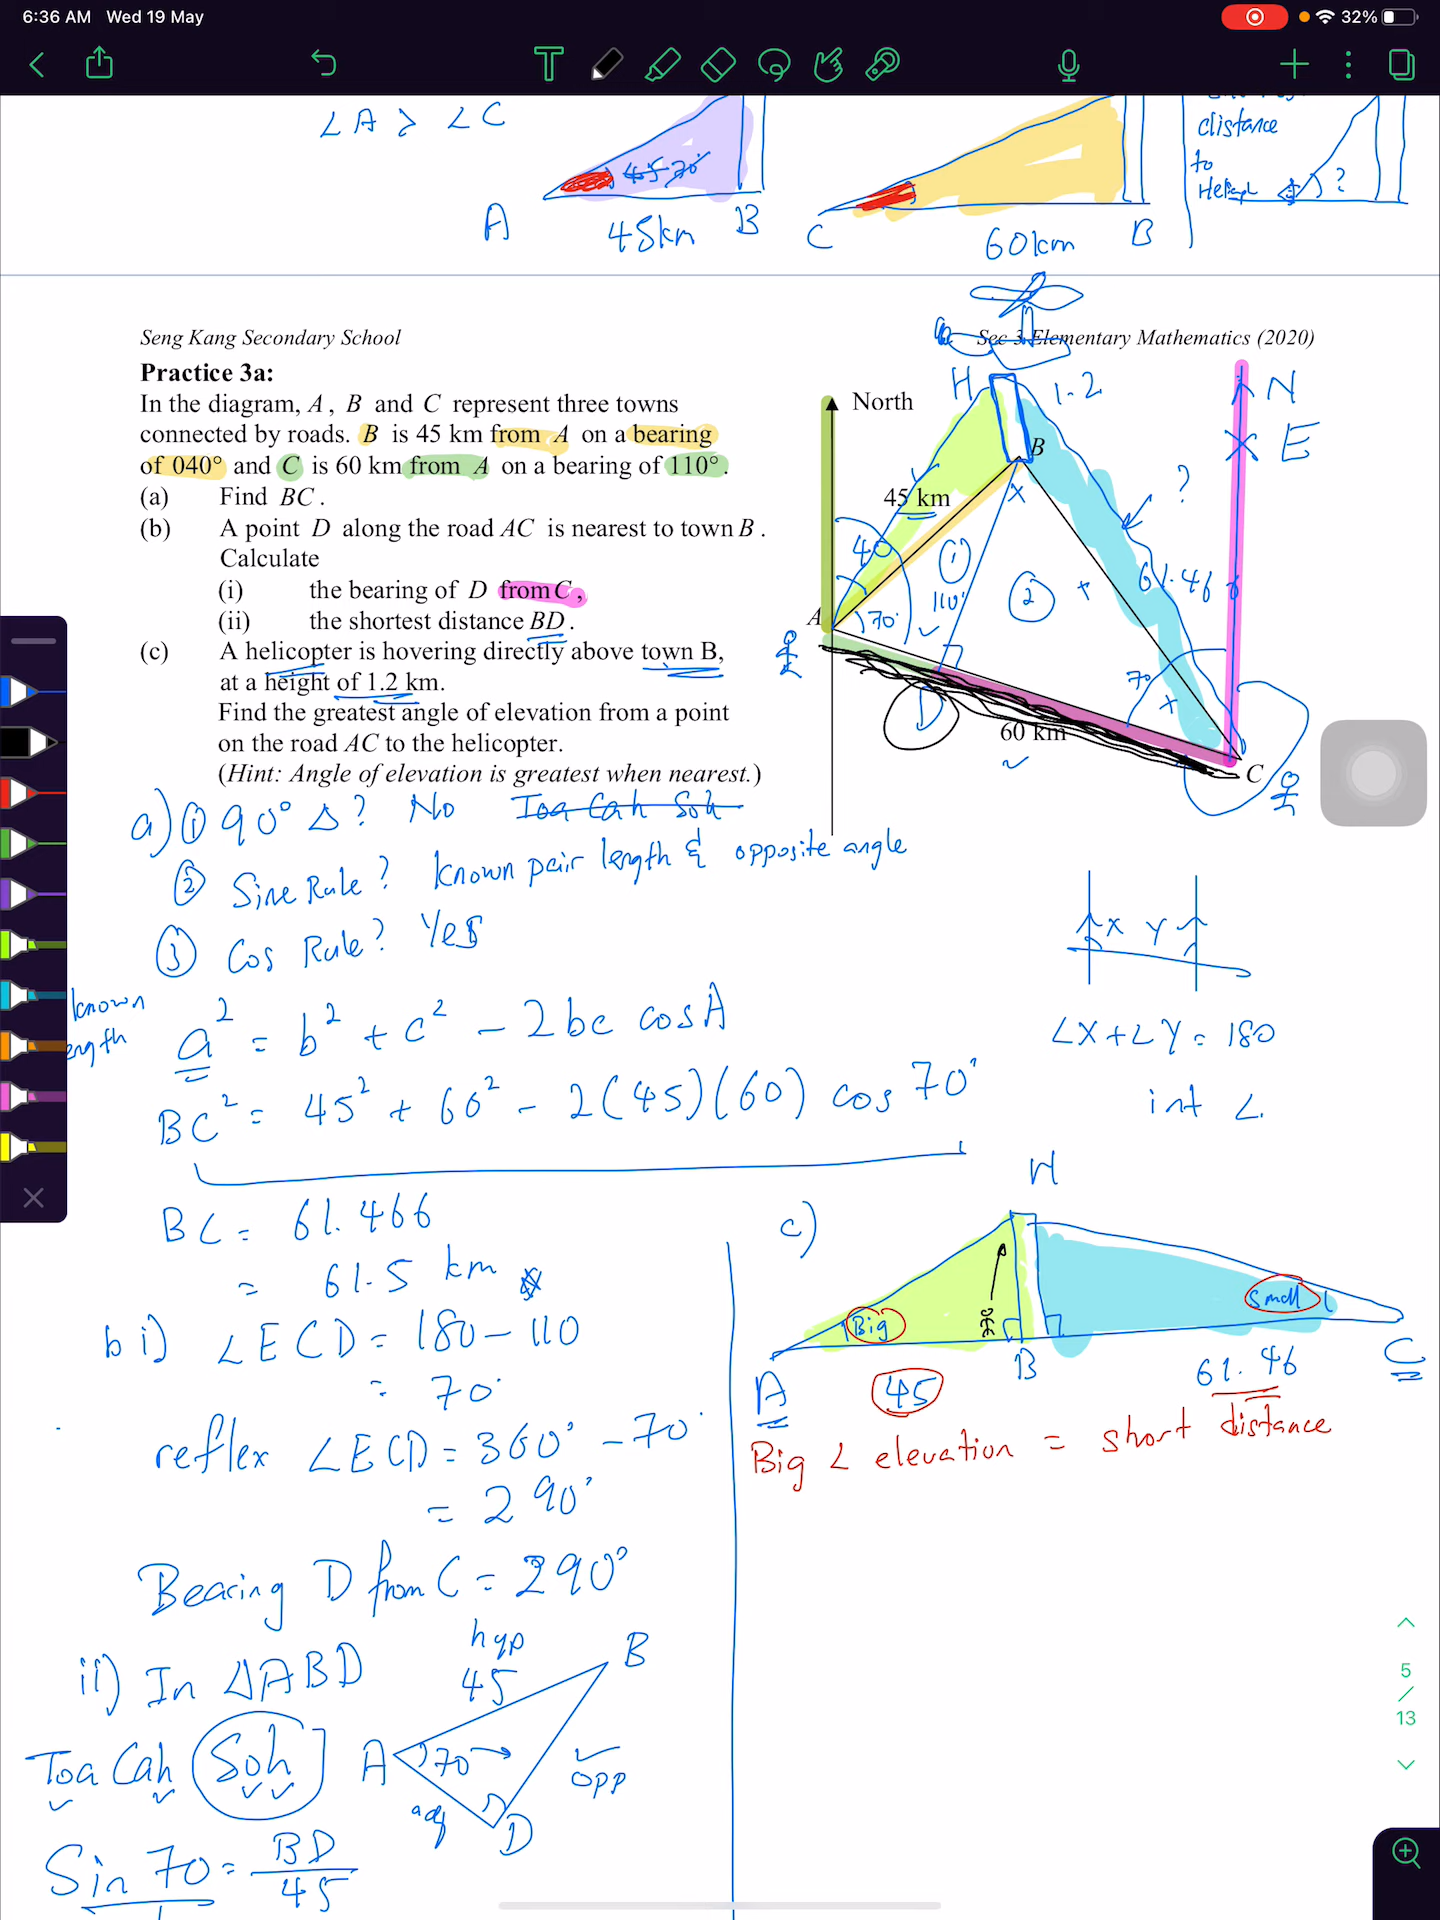 6:36 AM Wed 19 May
32%
∠A > ∠C
45 70°
A 45km B
C 60km B
distance
to
?
Seng Kang Secondary School
Sec 3 Elementary Mathematics (2020)
Practice 3a:
In the diagram, A, B and C represent three towns
connected by roads. B is 45 km from A on a bearing
of 040° and C is 60 km from A on a bearing of 110°.
(a) Find BC.
(b) A point D along the road AC is nearest to town B.
Calculate
(i) the bearing of D from C,
(ii) the shortest distance BD.
(c) A helicopter is hovering directly above town B,
at a height of 1.2 km.
Find the greatest angle of elevation from a point
on the road AC to the helicopter.
(Hint: Angle of elevation is greatest when nearest.)
North
H
1.2
N
E
B
x
45 km
?
40
①
②
110°
61.46
A
70°
70
D
60 km
C
a) ① 90° Δ? No Toa Cah Soh
② Sine Rule? known pair length & opposite angle
③ Cos Rule? Yes
known
a² = b² + c² - 2bc cos A
BC² = 45² + 60² - 2(45)(60) cos 70°
BC = 61.466
= 61.5 km
X Y
∠X + ∠Y = 180
int ∠
b i) ∠ECD = 180 - 110
= 70°
reflex ∠ECD = 360° - 70°
= 290°
Bearing D from C = 290°
ii) In ΔABD
Toa Cah Soh
hyp
45
B
A
70°
opp
adj
D
Sin 70 = BD
45
c)
H
Big
Small
A
45
B
61.46
C
Big ∠ elevation = short distance
5
/
13